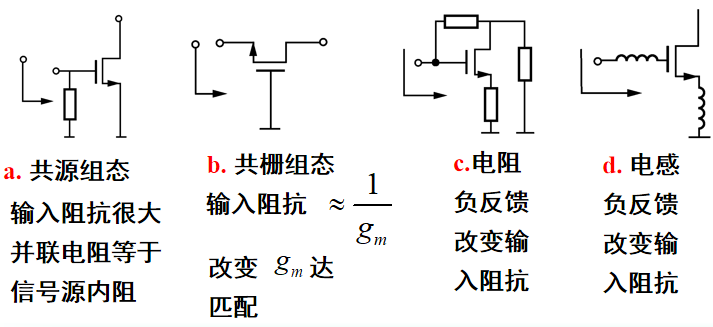 a. 共源组态
输入阻抗很大
并联电阻等于
信号源内阻
b. 共栅组态
输入阻抗 ≈ 1/g_m
改变 g_m 达
匹配
c.电阻
负反馈
改变输
入阻抗
d. 电感
负反馈
改变输
入阻抗